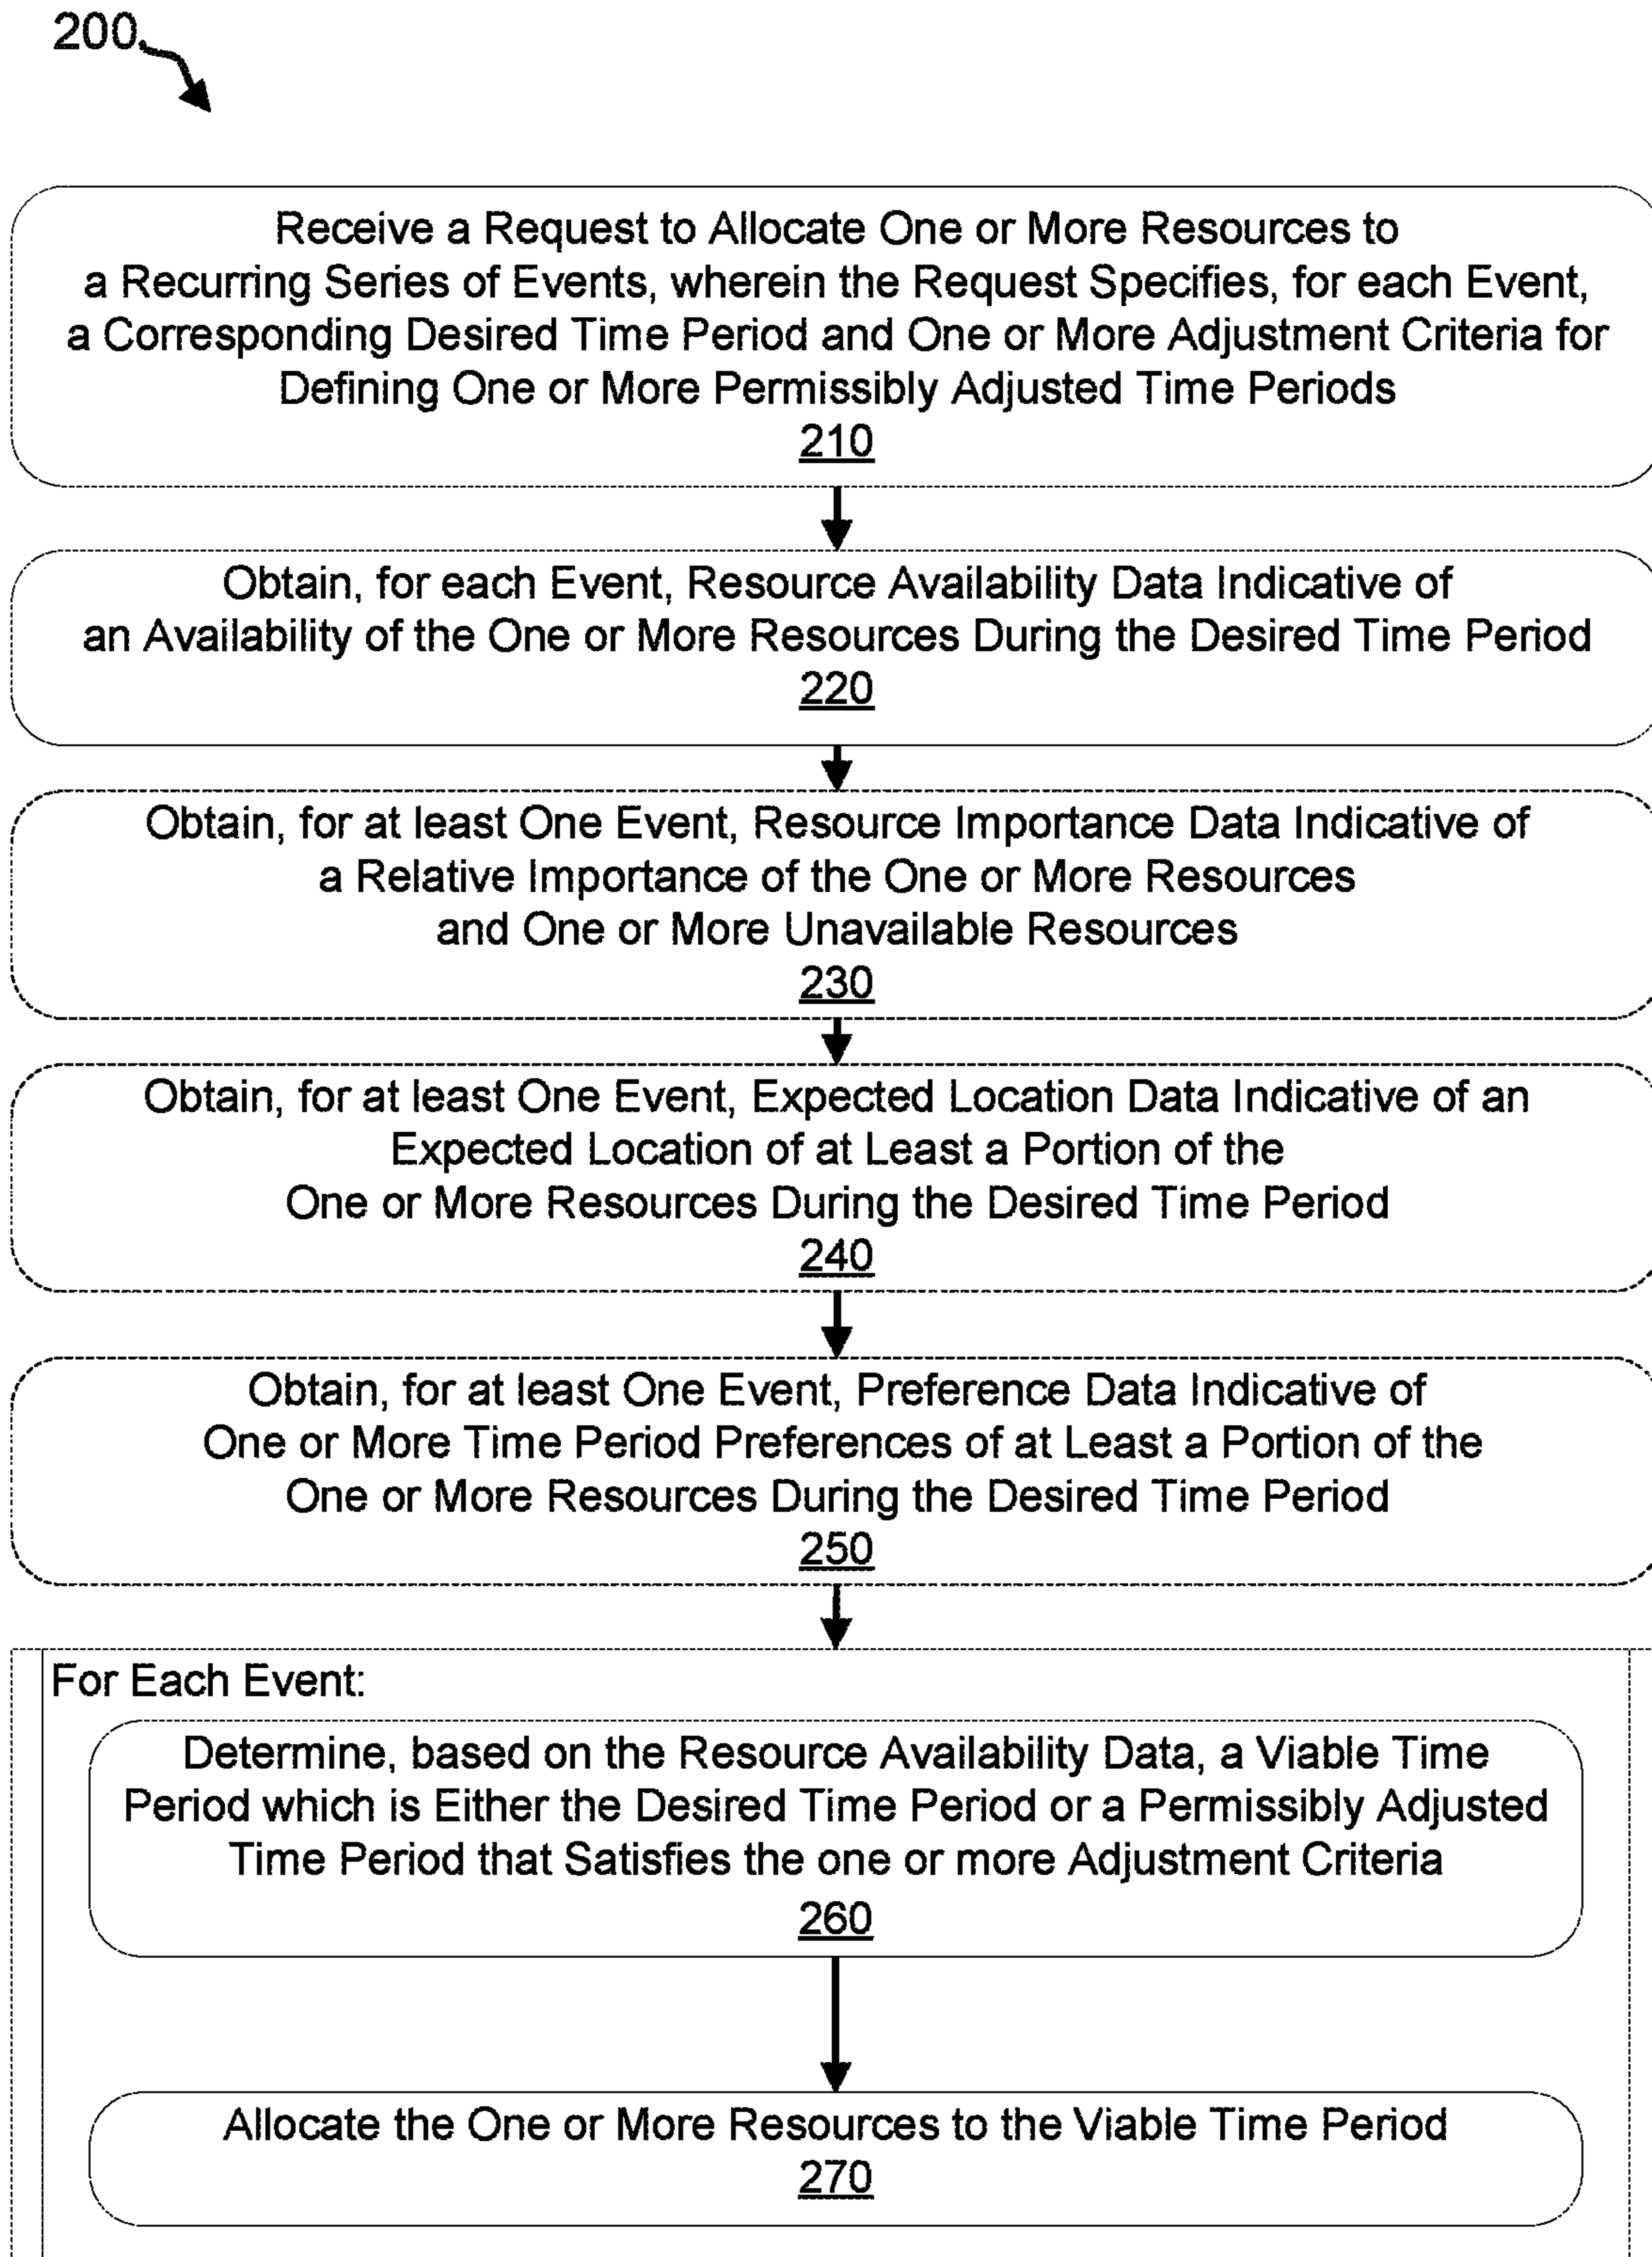 200
Receive a Request to Allocate One or More Resources to
a Recurring Series of Events, wherein the Request Specifies, for each Event,
a Corresponding Desired Time Period and One or More Adjustment Criteria for
Defining One or More Permissibly Adjusted Time Periods
210
Obtain, for each Event, Resource Availability Data Indicative of
an Availability of the One or More Resources During the Desired Time Period
220
Obtain, for at least One Event, Resource Importance Data Indicative of
a Relative Importance of the One or More Resources
and One or More Unavailable Resources
230
Obtain, for at least One Event, Expected Location Data Indicative of an
Expected Location of at Least a Portion of the
One or More Resources During the Desired Time Period
240
Obtain, for at least One Event, Preference Data Indicative of
One or More Time Period Preferences of at Least a Portion of the
One or More Resources During the Desired Time Period
250
For Each Event:
Determine, based on the Resource Availability Data, a Viable Time
Period which is Either the Desired Time Period or a Permissibly Adjusted
Time Period that Satisfies the one or more Adjustment Criteria
260
Allocate the One or More Resources to the Viable Time Period
270